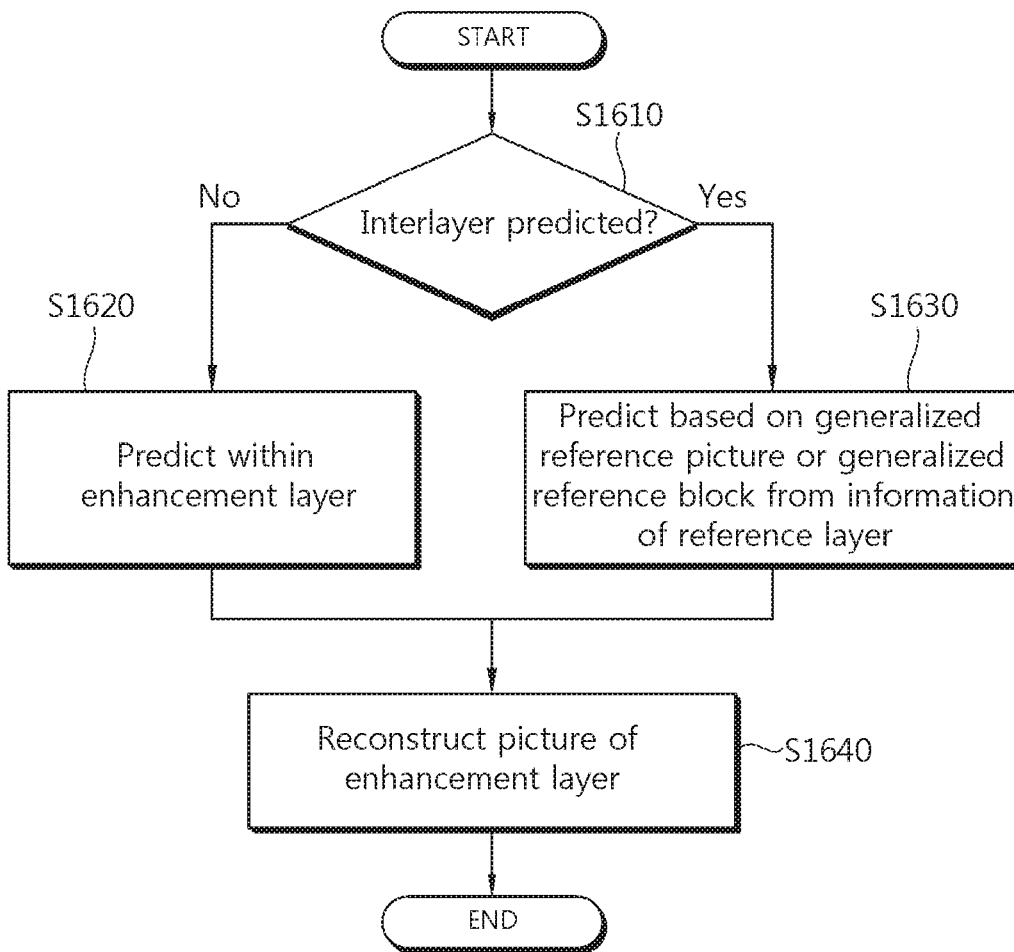 START
S1610
No
Yes
Interlayer predicted?
S1620
S1630
Predict within
enhancement layer
Predict based on generalized
reference picture or generalized
reference block from information
of reference layer
Reconstruct picture of
enhancement layer
S1640
END